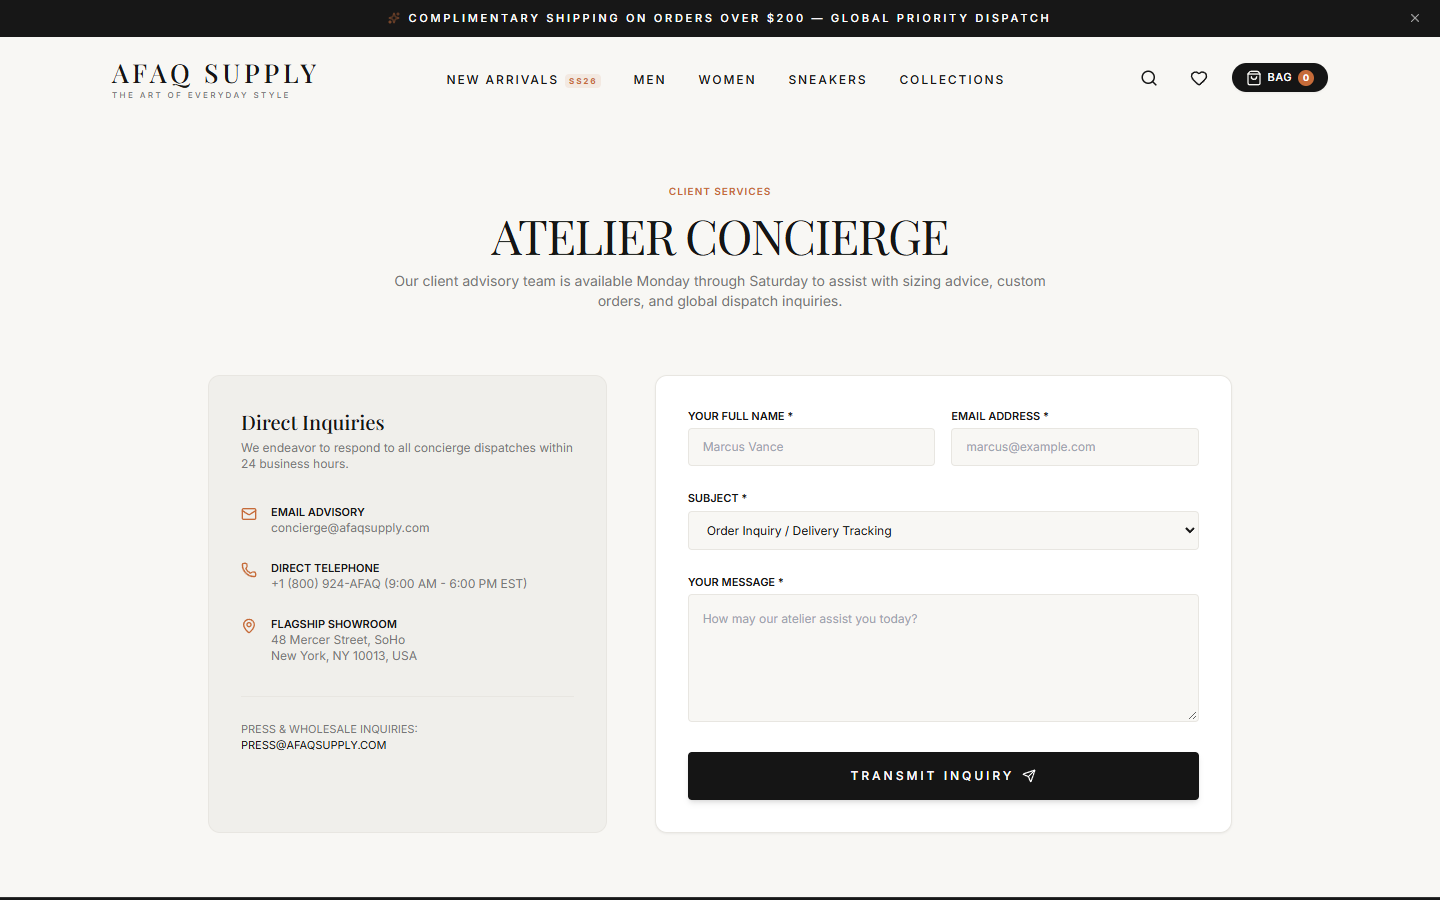 COMPLIMENTARY SHIPPING ON ORDERS OVER $200 — GLOBAL PRIORITY DISPATCH
AFAQ SUPPLY
THE ART OF EVERYDAY STYLE
NEW ARRIVALS SS26 MEN WOMEN SNEAKERS COLLECTIONS
BAG 0
CLIENT SERVICES
ATELIER CONCIERGE
Our client advisory team is available Monday through Saturday to assist with sizing advice, custom
orders, and global dispatch inquiries.
Direct Inquiries
We endeavor to respond to all concierge dispatches within
24 business hours.
EMAIL ADVISORY
concierge@afaqsupply.com
DIRECT TELEPHONE
+1 (800) 924-AFAQ (9:00 AM - 6:00 PM EST)
FLAGSHIP SHOWROOM
48 Mercer Street, SoHo
New York, NY 10013, USA
PRESS & WHOLESALE INQUIRIES:
PRESS@AFAQSUPPLY.COM
YOUR FULL NAME * EMAIL ADDRESS *
Marcus Vance marcus@example.com
SUBJECT *
Order Inquiry / Delivery Tracking
YOUR MESSAGE *
How may our atelier assist you today?
TRANSMIT INQUIRY